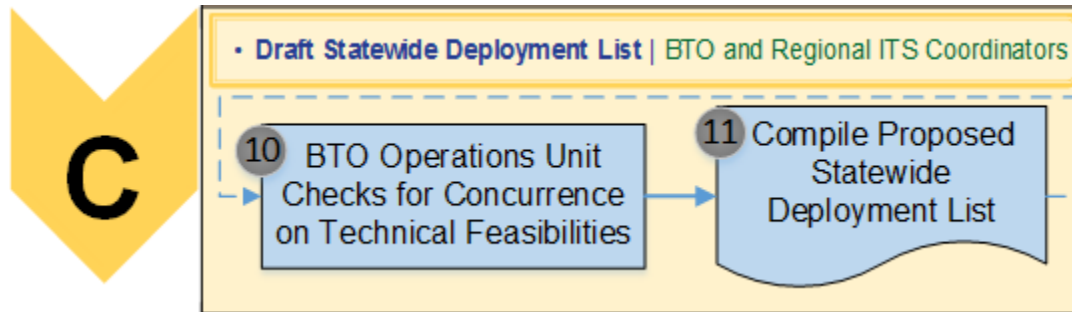 C
• Draft Statewide Deployment List | BTO and Regional ITS Coordinators
10
BTO Operations Unit
Checks for Concurrence
on Technical Feasibilities
11
Compile Proposed
Statewide
Deployment List